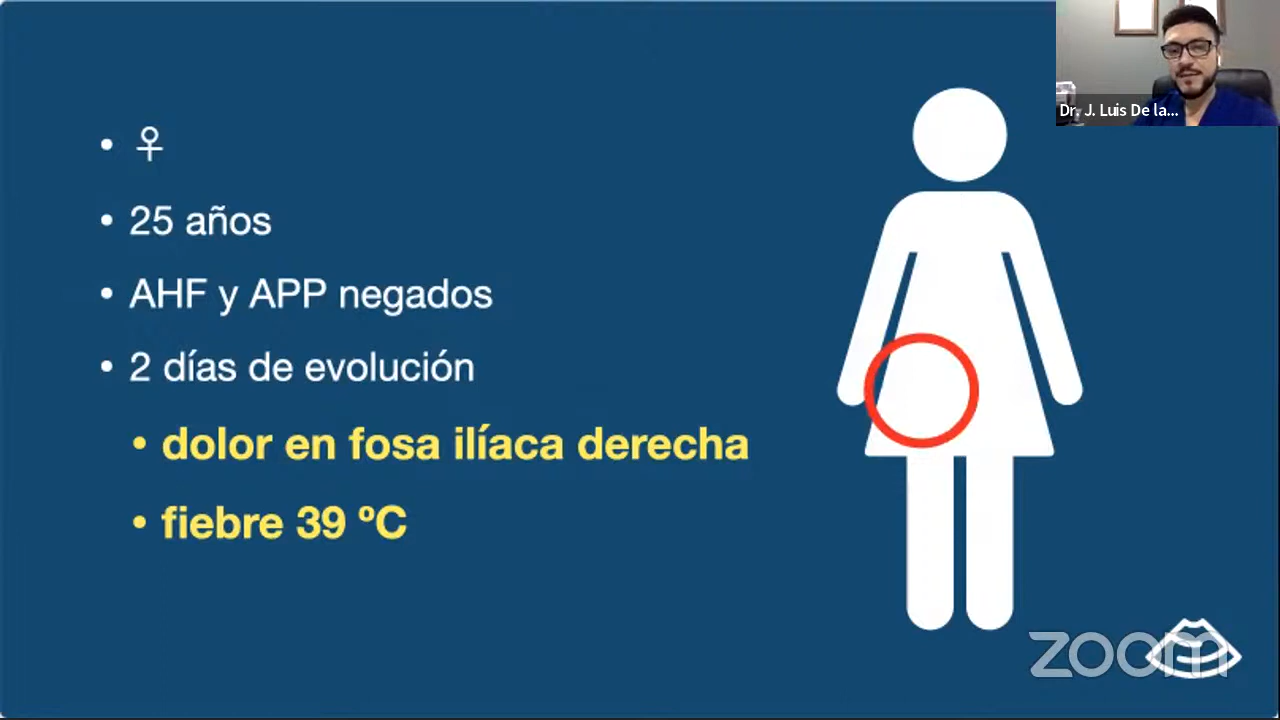 ♀
25 años
AHF y APP negados
2 días de evolución
dolor en fosa ilíaca derecha
fiebre 39 ºC
Dr. J. Luis De la...
zoom